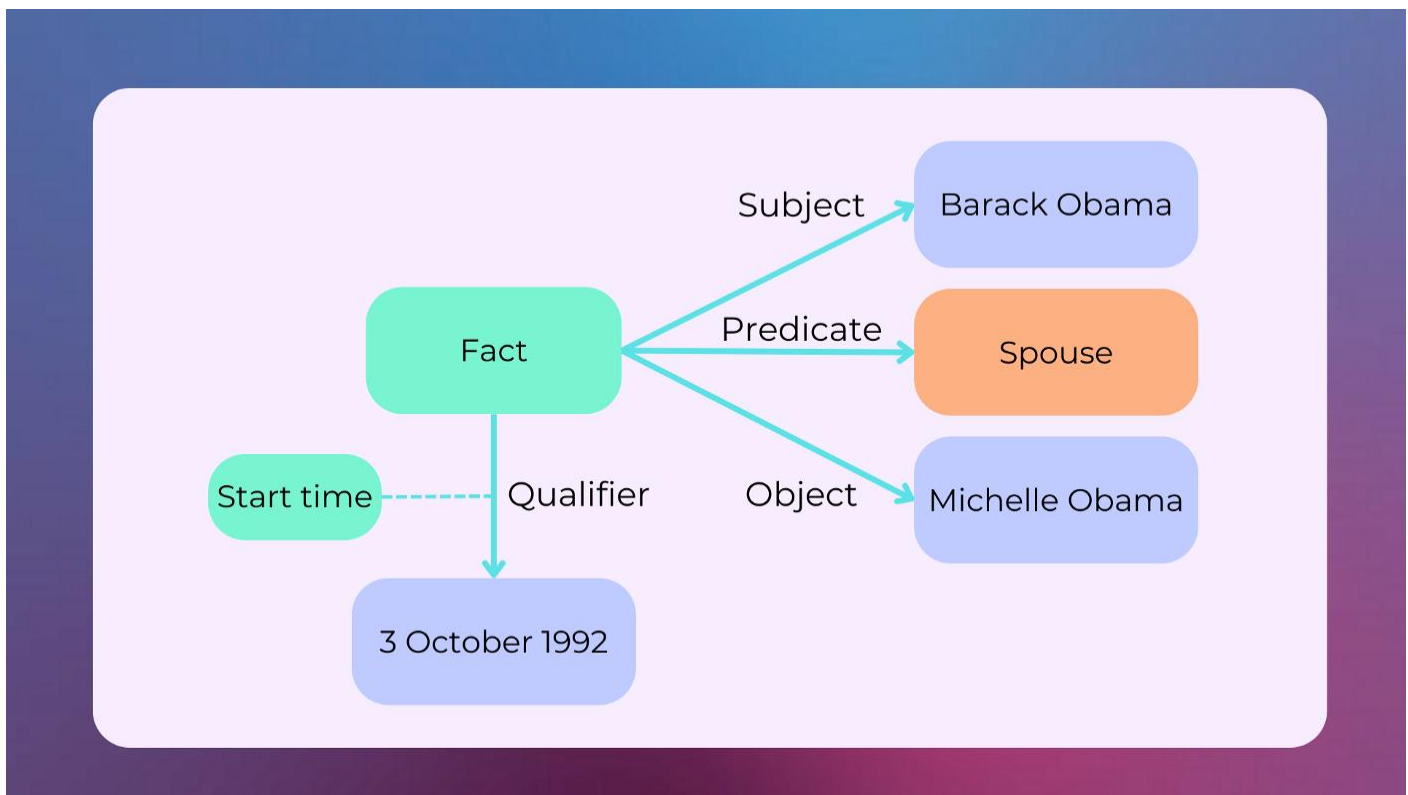 Subject
Barack Obama
Predicate
Fact
Spouse
Start time
Qualifier
Object
Michelle Obama
3 October 1992